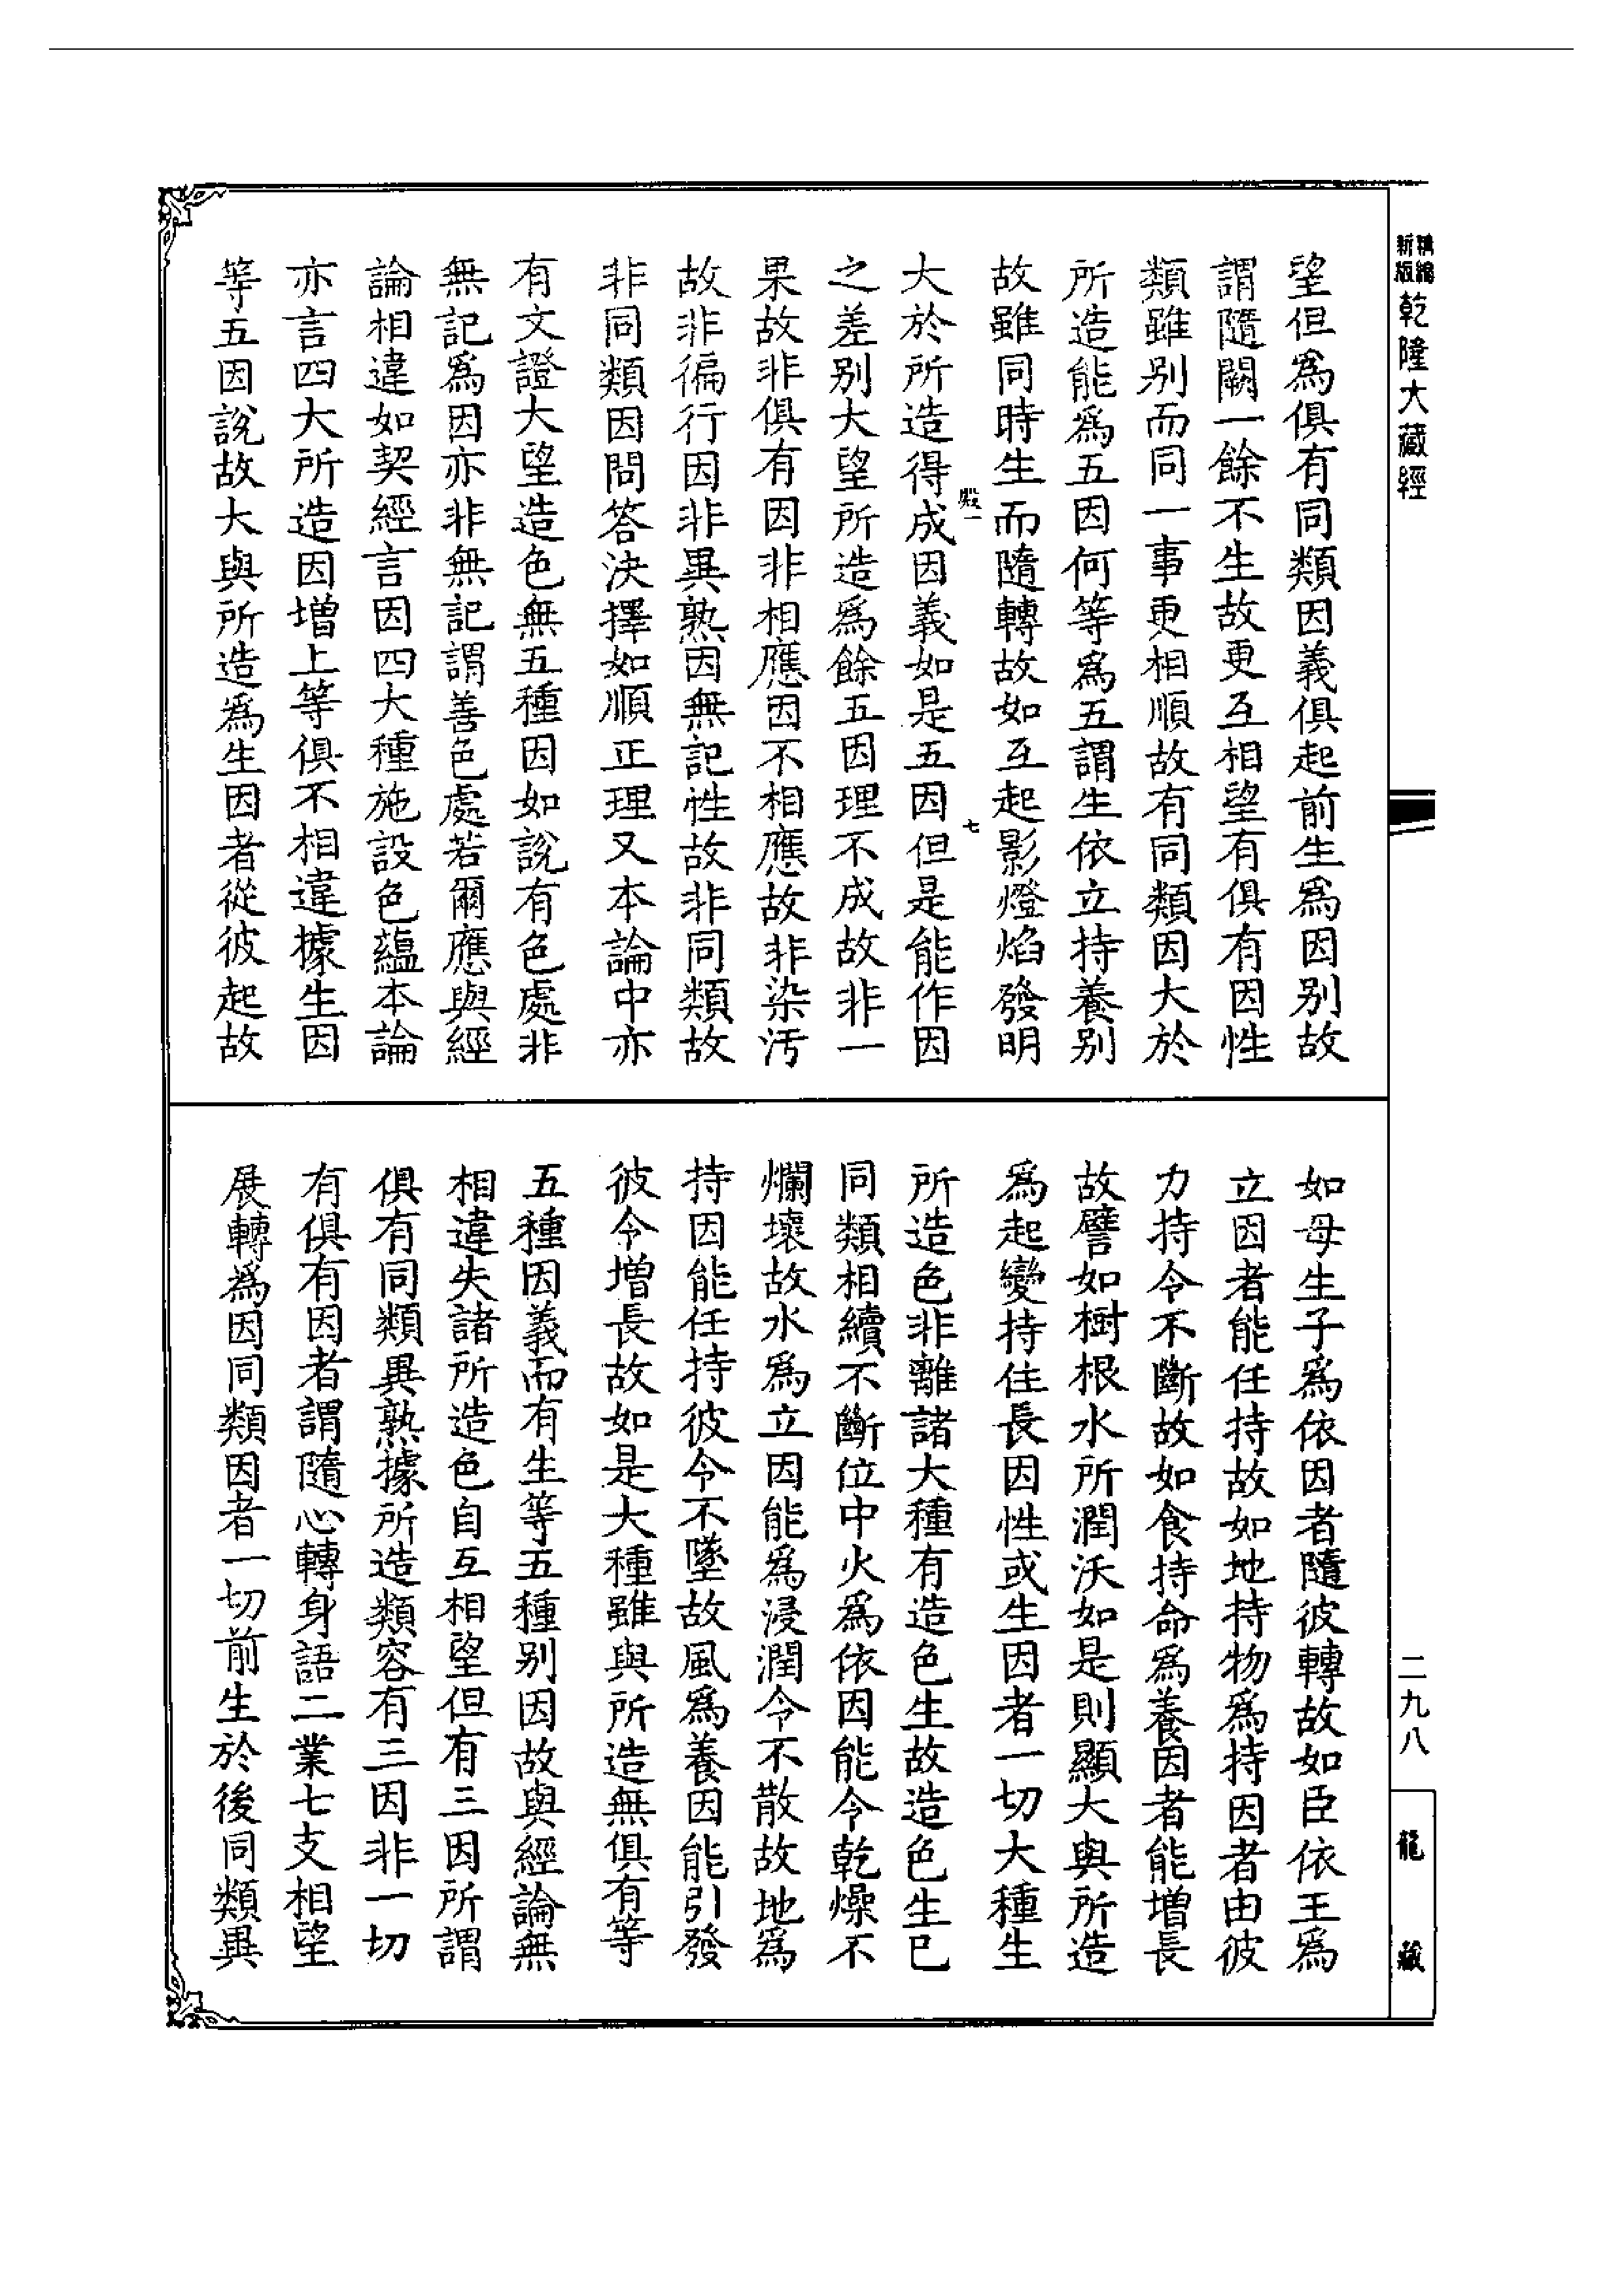 新編
新版
乾隆大藏經
望但爲俱有同類因義俱起前生爲因别故
謂隨闕一餘不生故更互相望有俱有因性
類雖别而同一事更相順故有同類因大於
所造能爲五因何等爲五謂生依立持養别
故雖同時生而隨轉故如互起影燈焰發明
殿一
七
大於所造得成因義如是五因但是能作因
之差别大望所造爲餘五因理不成故非一
果故非俱有因非相應因不相應故非染汚
故非徧行因非異熟因無記性故非同類故
非同類因問答決擇如順正理又本論中亦
有文證大望造色無五種因如說有色處非
無記爲因亦非無記謂善色處若爾應與經
論相違如契經言因四大種施設色蘊本論
亦言四大所造因增上等俱不相違據生因
等五因說故大與所造爲生因者從彼起故
如母生子爲依因者隨彼轉故如臣依王爲
立因者能任持故如地持物爲持因者由彼
力持令不斷故如食持命爲養因者能增長
故譬如樹根水所潤沃如是則顯大與所造
爲起變持住長因性或生因者一切大種生
所造色非離諸大種有造色生故造色生已
同類相續不斷位中火爲依因能令乾燥不
爛壞故水爲立因能爲浸潤令不散故地爲
持因能任持彼令不墜故風爲養因能引發
彼令增長故如是大種雖與所造無俱有等
五種因義而有生等五種别因故與經論無
相違失諸所造色自互相望但有三因所謂
俱有同類異熟據所造類容有三因非一切
有俱有因者謂隨心轉身語二業七支相望
展轉爲因同類因者一切前生於後同類異
二九八
龍藏